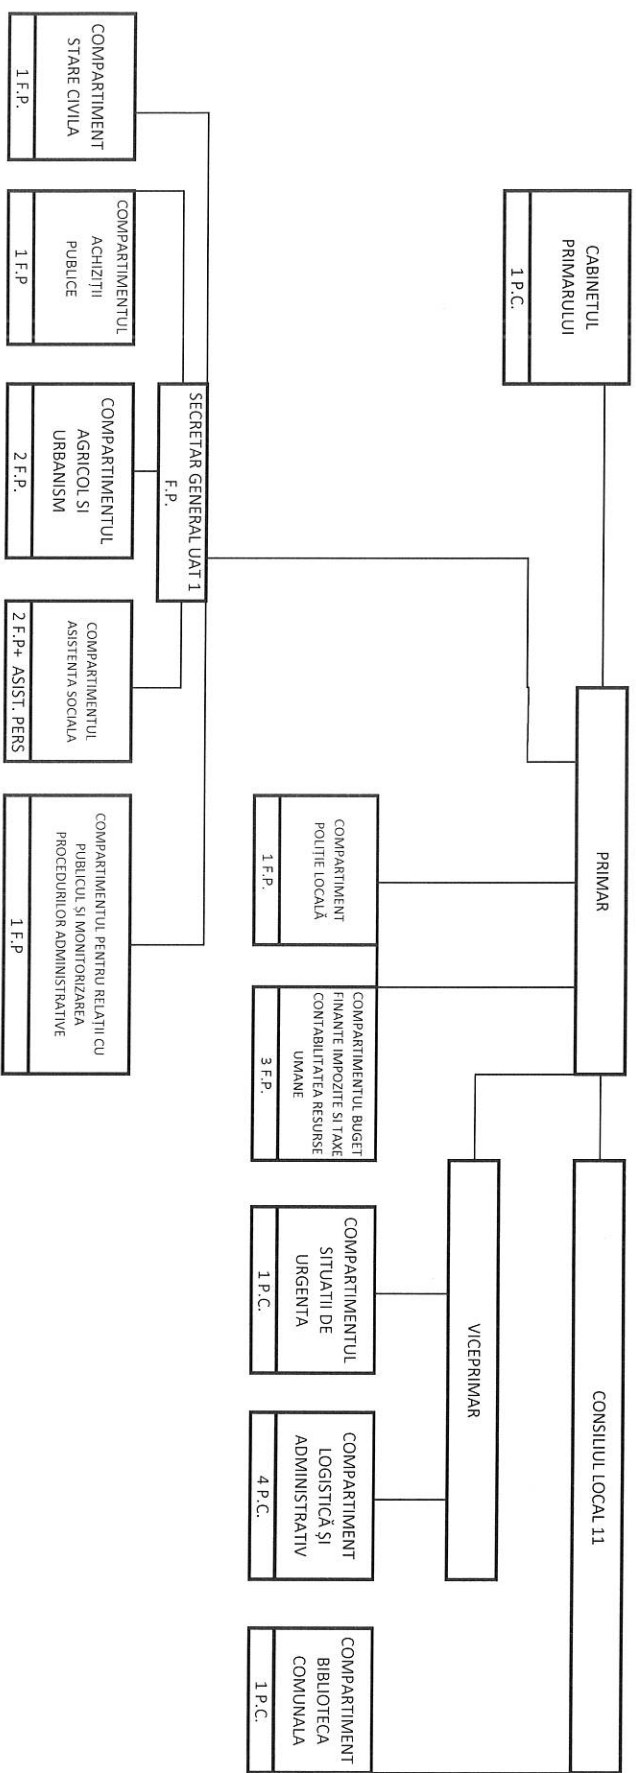 CONSILIUL LOCAL 11
PRIMAR
CABINETUL
PRIMARULUI
1 P.C.
VICEPRIMAR
COMPARTIMENT
POLIȚIE LOCALĂ
1 F.P.
COMPARTIMENTUL BUGET
FINANTE IMPOZITE SI TAXE
CONTABILITATEA RESURSE
UMANE
3 F.P.
COMPARTIMENTUL
SITUATII DE
URGENTA
1 P.C.
COMPARTIMENT
LOGISTICĂ ȘI
ADMINISTRATIV
4 P.C.
COMPARTIMENT
BIBLIOTECA
COMUNALA
1 P.C.
SECRETAR GENERAL UAT 1
F.P.
COMPARTIMENT
STARE CIVILA
1 F.P.
COMPARTIMENTUL
ACHIZIȚII
PUBLICE
1 F.P
COMPARTIMENTUL
AGRICOL SI
URBANISM
2 F.P.
COMPARTIMENTUL
ASISTENTA SOCIALA
2 F.P+ ASIST. PERS
COMPARTIMENTUL PENTRU RELAȚII CU
PUBLICUL ȘI MONITORIZAREA
PROCEDURILOR ADMINISTRATIVE
1 F.P